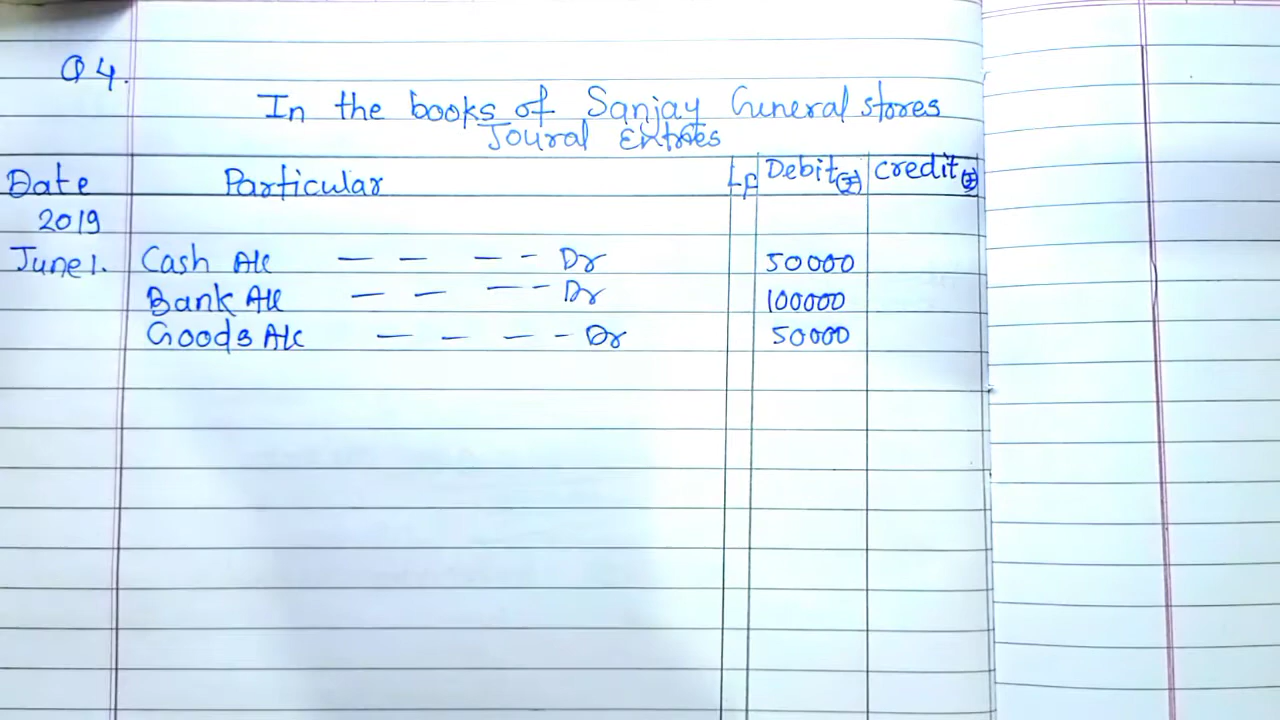 Q 4.
In the books of Sanjay General stores
Joural Entries
Date Particular LF Debit(₹) credit(₹)
2019
June 1. Cash A/c — — — - Dr 50000
Bank A/c — — — - Dr 100000
Goods A/c — — — - Dr 50000